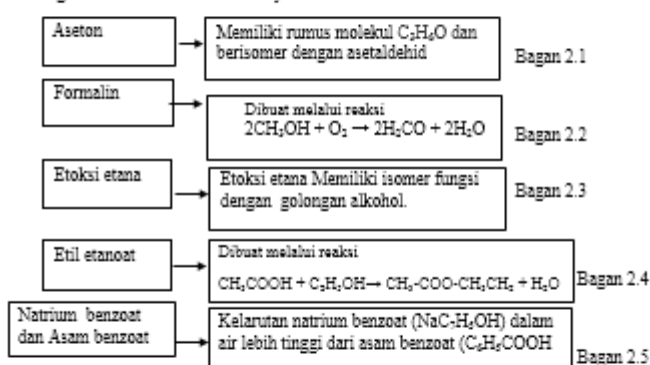 Aseton
Memiliki rumus molekul C₃H₆O dan
berisomer dengan asetaldehid
Bagan 2.1
Formalin
Dibuat melalui reaksi
2CH₃OH + O₂ → 2H₂CO + 2H₂O
Bagan 2.2
Etoksi etana
Etoksi etana Memiliki isomer fungsi
dengan golongan alkohol.
Bagan 2.3
Etil etanoat
Dibuat melalui reaksi
CH₃COOH + C₂H₅OH→ CH₃-COO-CH₂CH₃ + H₂O
Bagan 2.4
Natrium benzoat
dan Asam benzoat
Kelarutan natrium benzoat (NaC₇H₅OH) dalam
air lebih tinggi dari asam benzoat (C₆H₅COOH
Bagan 2.5